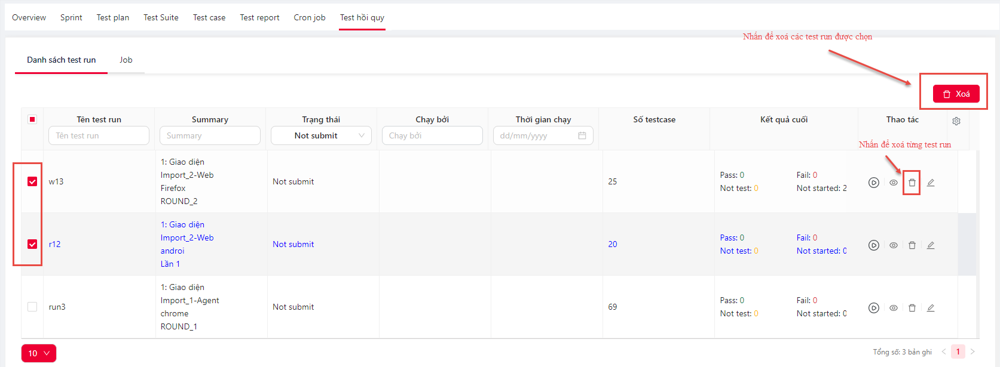 Overview Sprint Test plan Test Suite Test case Test report Cron job Test hồi quy
Nhấn để xoá các test run được chọn
Danh sách test run Job
Xoá
Tên test run Summary Trạng thái Chạy bởi Thời gian chạy Số testcase Kết quả cuối Thao tác
Tên test run Summary Not submit Chạy bởi dd/mm/yyyy
Nhấn để xoá từng test run
w13
1: Giao diện
Import_2-Web
Firefox
ROUND_2
Not submit
25
Pass: 0 Fail: 0
Not test: 0 Not started: 2
r12
1: Giao diện
Import_2-Web
androi
Lần 1
Not submit
20
Pass: 0 Fail: 0
Not test: 0 Not started: 0
run3
1: Giao diện
Import_1-Agent
chrome
ROUND_1
Not submit
69
Pass: 0 Fail: 0
Not test: 0 Not started: 0
10
Tổng số: 3 bản ghi < 1 >